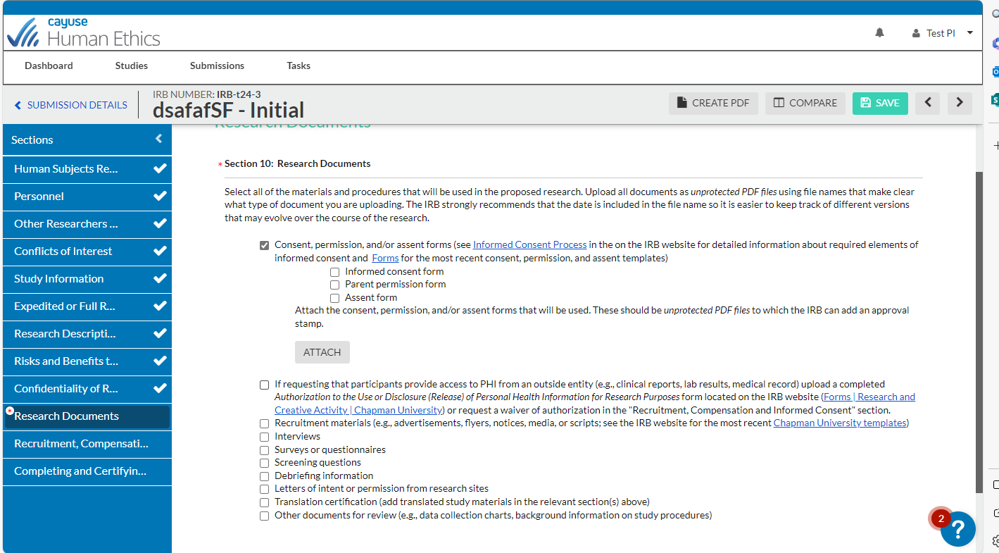 cayuse
Human Ethics
Test PI
Dashboard
Studies
Submissions
Tasks
SUBMISSION DETAILS
IRB NUMBER: IRB-t24-3
dsafafSF - Initial
CREATE PDF
COMPARE
SAVE
Sections
Human Subjects Re...
Personnel
Other Researchers ...
Conflicts of Interest
Study Information
Expedited or Full R...
Research Descripti...
Risks and Benefits t...
Confidentiality of R...
*Research Documents
Recruitment, Compensati...
Completing and Certifyin...
Research Documents
* Section 10: Research Documents
Select all of the materials and procedures that will be used in the proposed research. Upload all documents as unprotected PDF files using file names that make clear
what type of document you are uploading. The IRB strongly recommends that the date is included in the file name so it is easier to keep track of different versions
that may evolve over the course of the research.
Consent, permission, and/or assent forms (see Informed Consent Process in the on the IRB website for detailed information about required elements of
informed consent and Forms for the most recent consent, permission, and assent templates)
Informed consent form
Parent permission form
Assent form
Attach the consent, permission, and/or assent forms that will be used. These should be unprotected PDF files to which the IRB can add an approval
stamp.
ATTACH
If requesting that participants provide access to PHI from an outside entity (e.g., clinical reports, lab results, medical record) upload a completed
Authorization to the Use or Disclosure (Release) of Personal Health Information for Research Purposes form located on the IRB website (Forms | Research and
Creative Activity | Chapman University) or request a waiver of authorization in the "Recruitment, Compensation and Informed Consent" section.
Recruitment materials (e.g., advertisements, flyers, notices, media, or scripts; see the IRB website for the most recent Chapman University templates)
Interviews
Surveys or questionnaires
Screening questions
Debriefing information
Letters of intent or permission from research sites
Translation certification (add translated study materials in the relevant section(s) above)
Other documents for review (e.g., data collection charts, background information on study procedures)
2
?